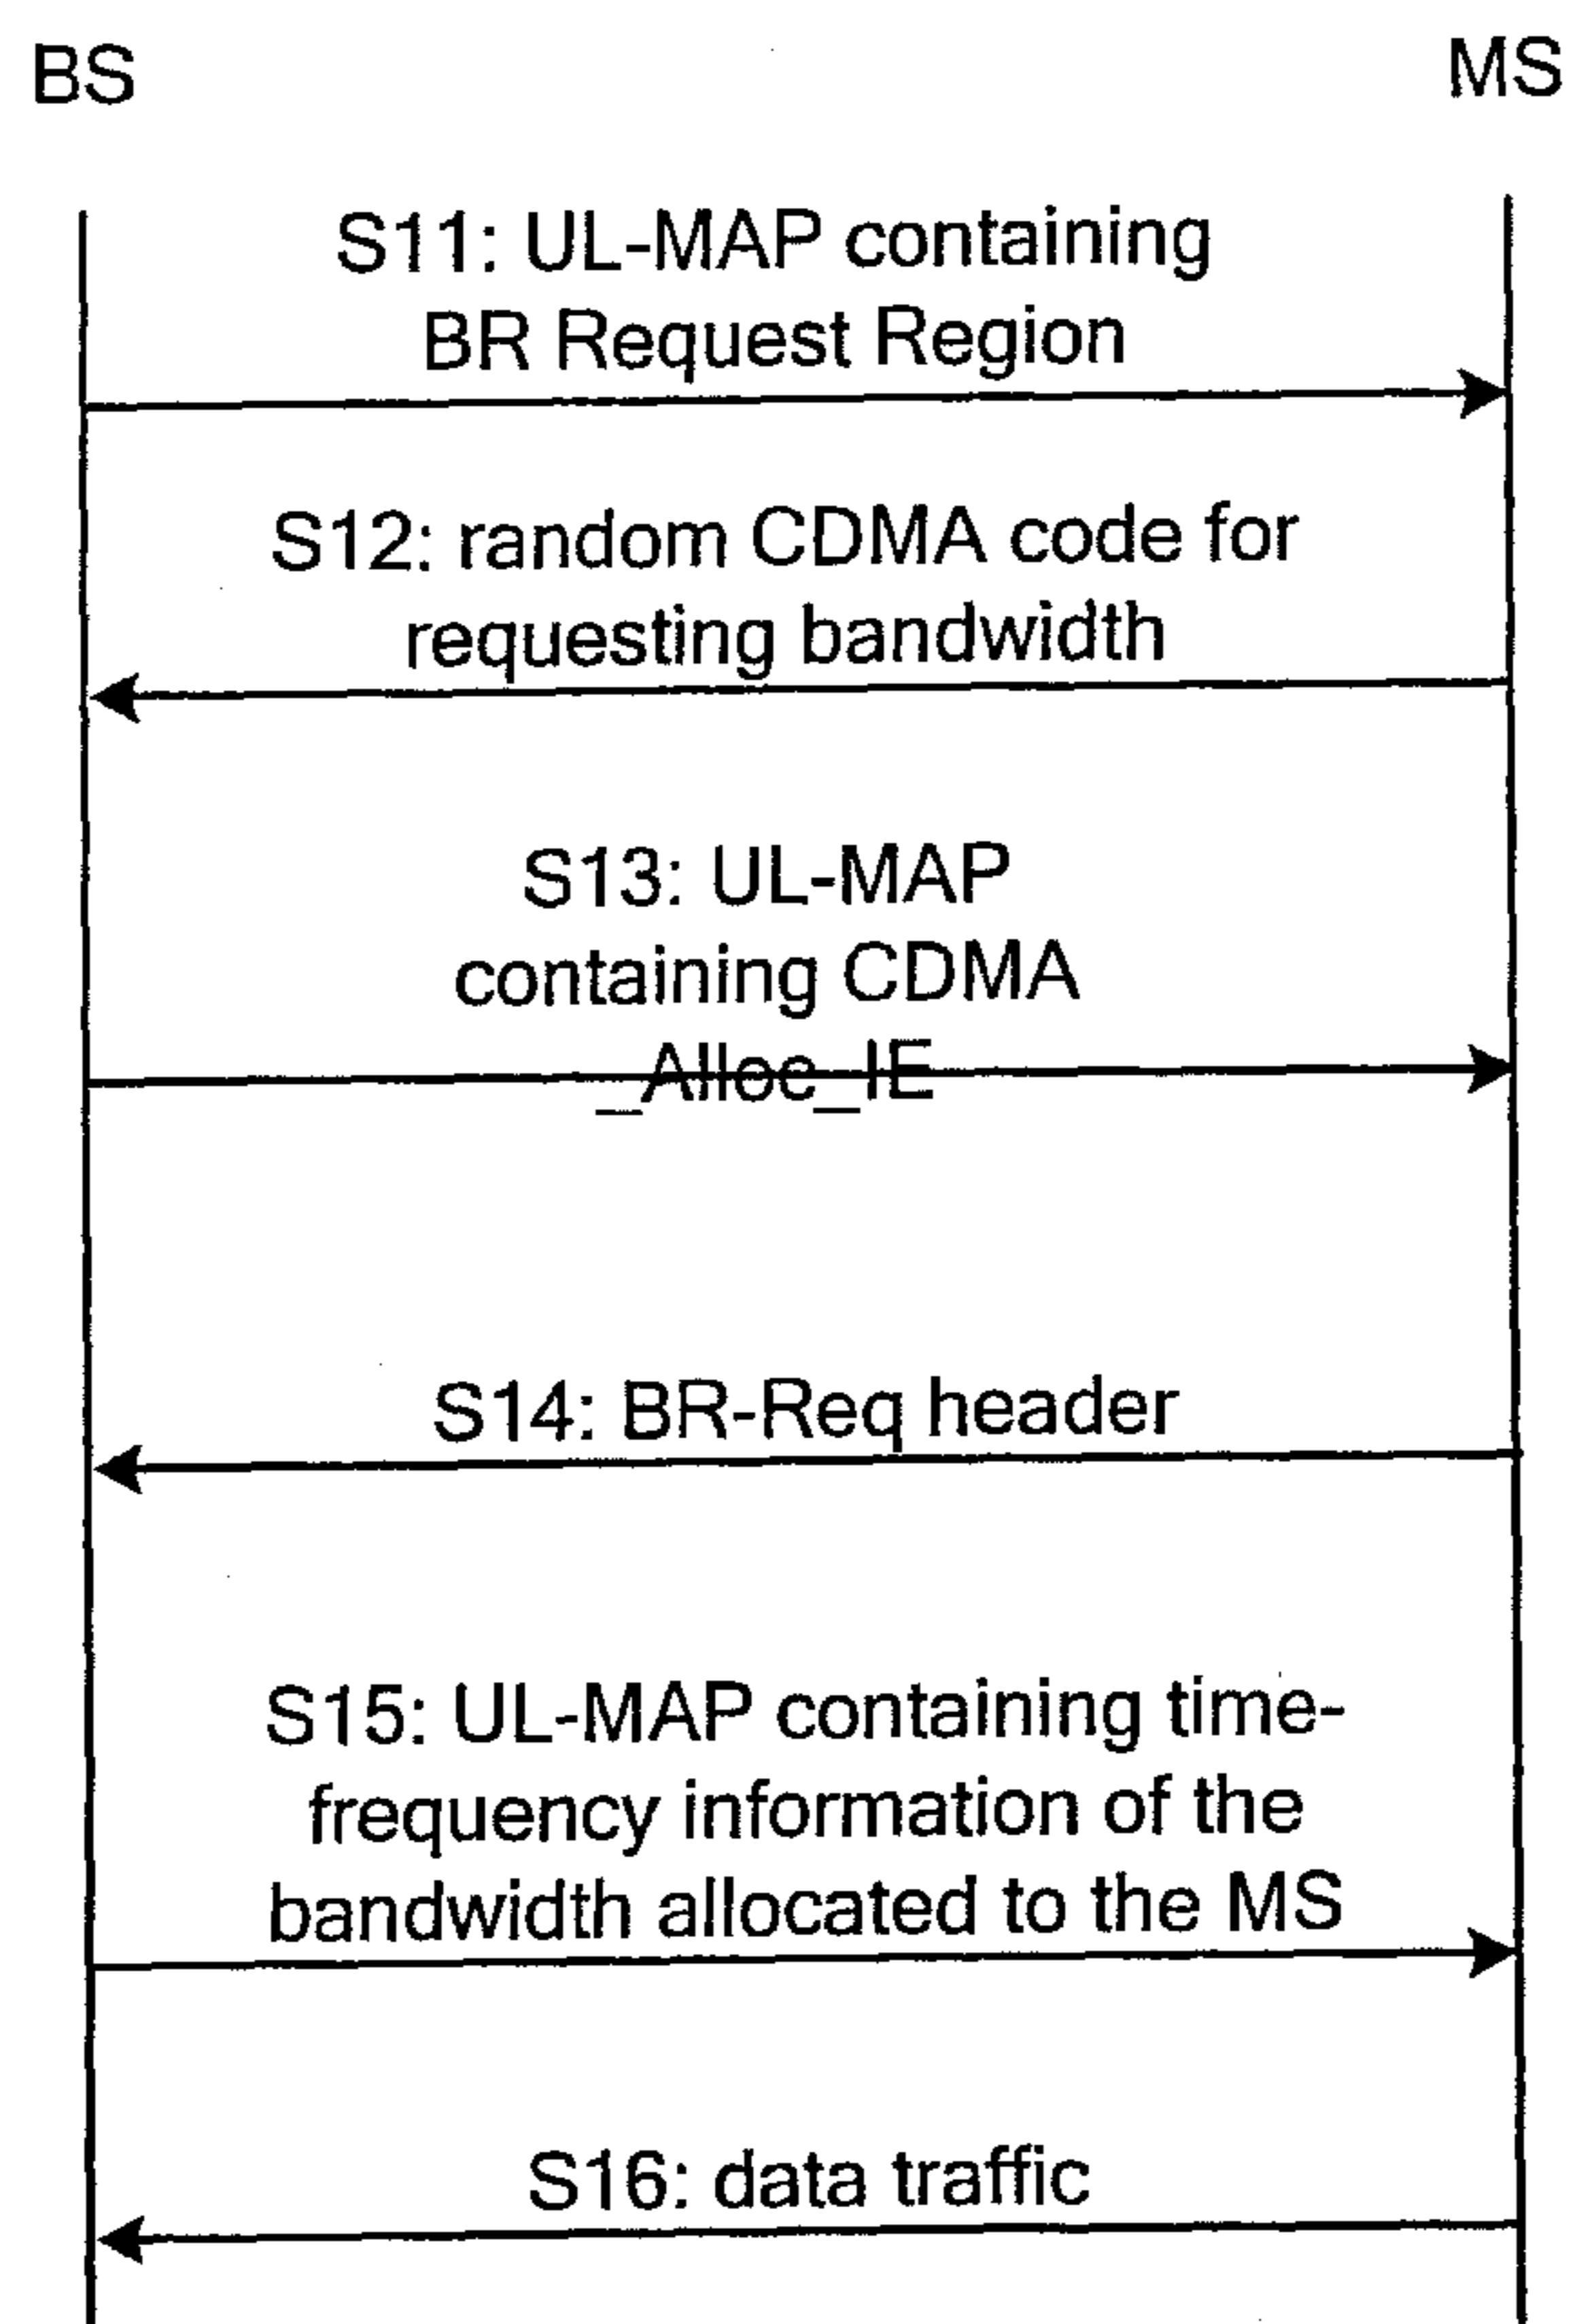 BS
MS
S11: UL-MAP containing
BR Request Region
S12: random CDMA code for
requesting bandwidth
S13: UL-MAP
containing CDMA
_Alloc_IE
S14: BR-Req header
S15: UL-MAP containing time-
frequency information of the
bandwidth allocated to the MS
S16: data traffic